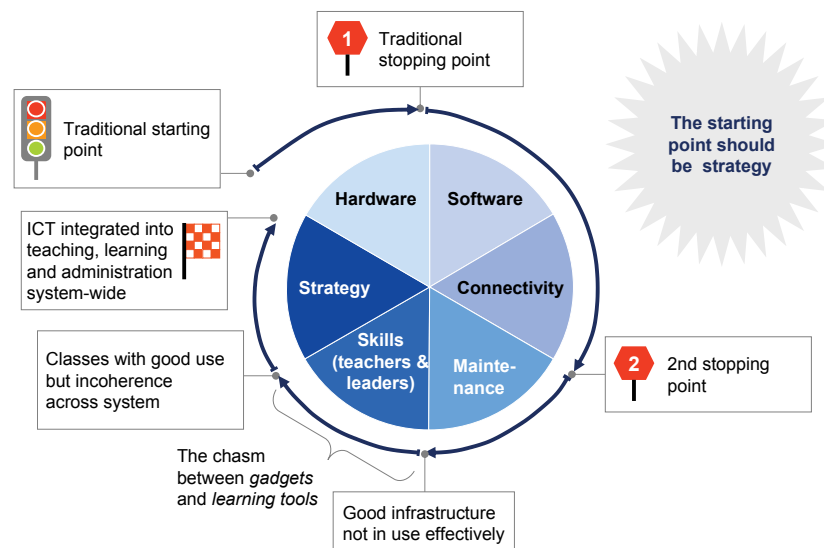 1
Traditional
stopping point
Traditional starting
point
The starting
point should
be strategy
Hardware
Software
ICT integrated into
teaching, learning
and administration
system-wide
Strategy
Connectivity
Skills
(teachers &
leaders)
Mainte-
nance
Classes with good use
but incoherence
across system
2
2nd stopping
point
The chasm
between gadgets
and learning tools
Good infrastructure
not in use effectively